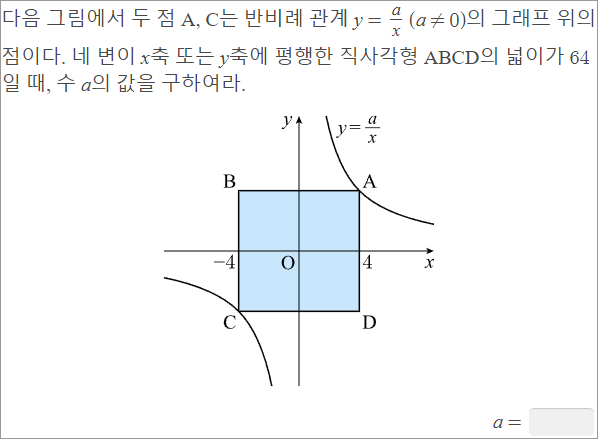 다음 그림에서 두 점 A, C는 반비례 관계 y = a/x (a ≠ 0)의 그래프 위의
점이다. 네 변이 x축 또는 y축에 평행한 직사각형 ABCD의 넓이가 64
일 때, 수 a의 값을 구하여라.
y
y = a/x
B
A
−4
O
4
x
C
D
a =